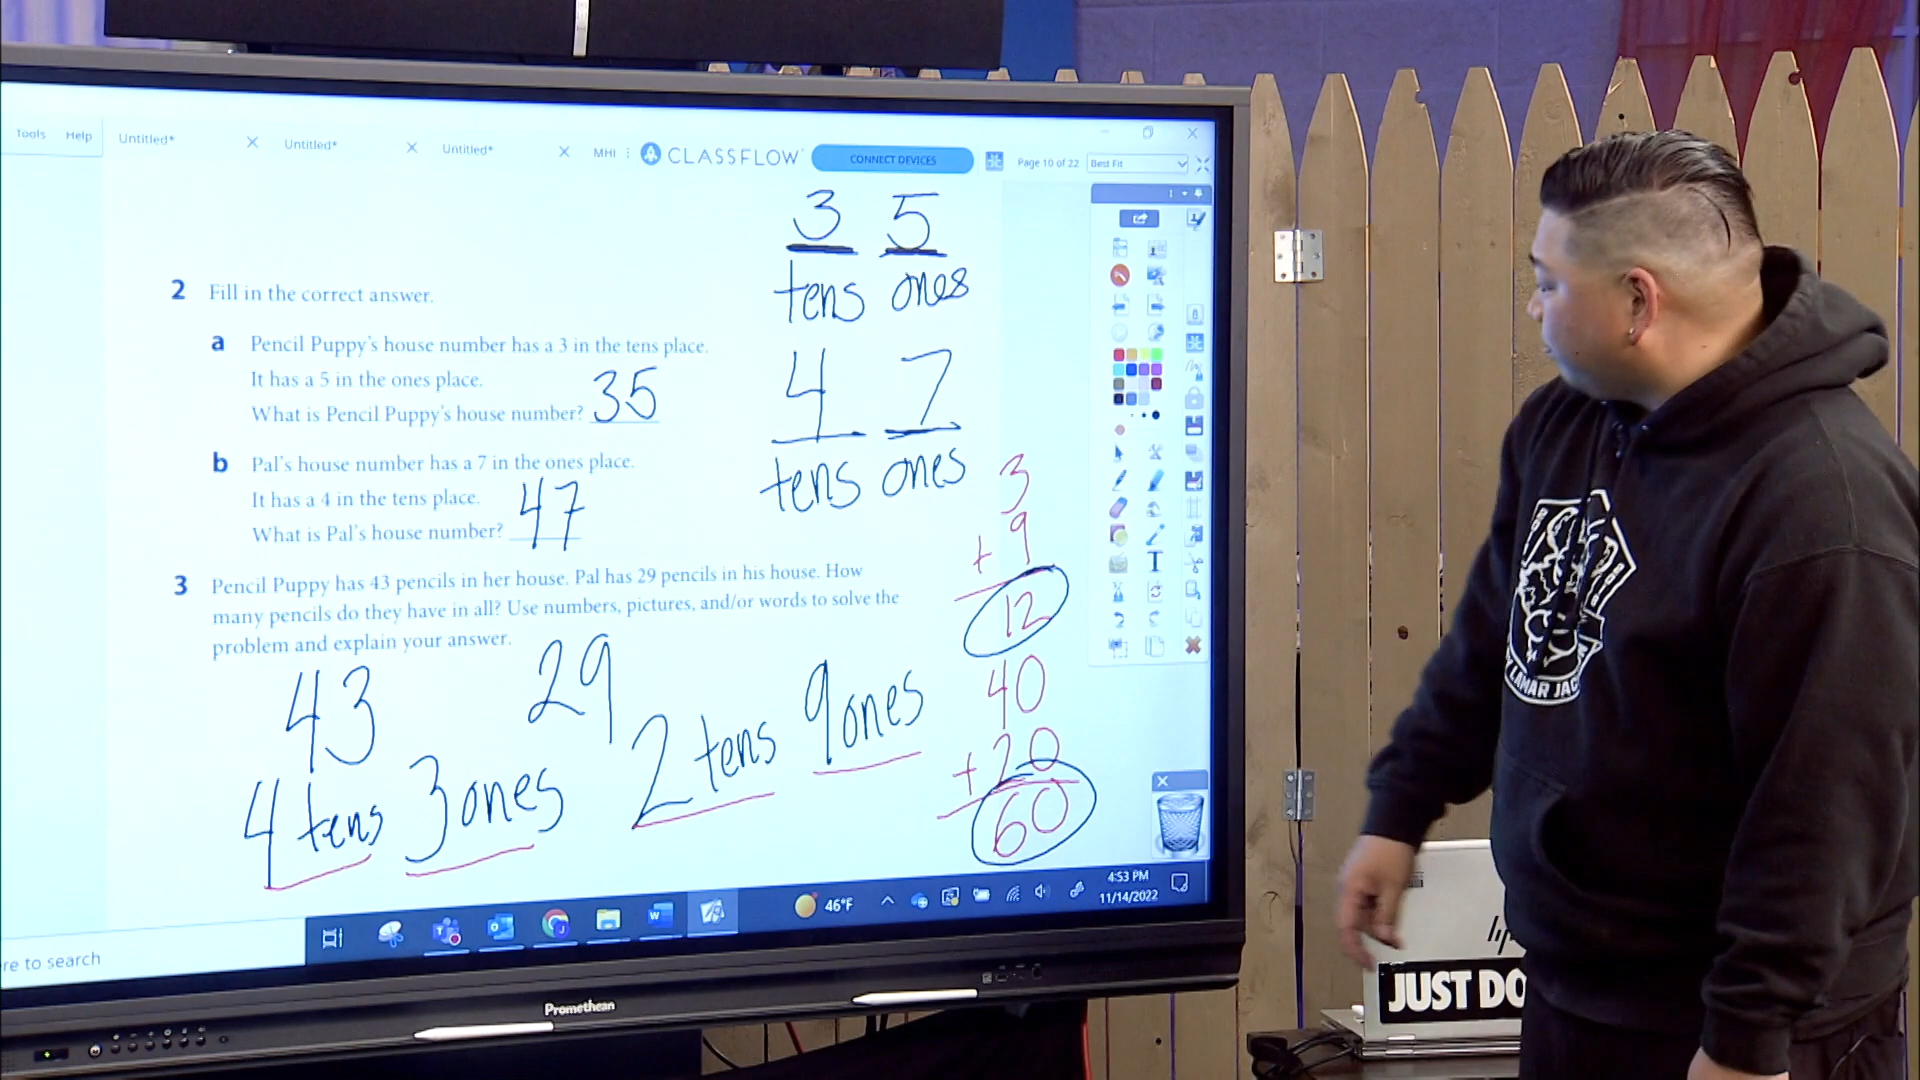 Tools Help Untitled* Untitled* Untitled* MHI CLASSFLOW CONNECT DEVICES Page 10 of 22 Best Fit
3 5
tens ones
2 Fill in the correct answer.
a Pencil Puppy's house number has a 3 in the tens place.
It has a 5 in the ones place.
What is Pencil Puppy's house number? 35
4 7
tens ones
b Pal's house number has a 7 in the ones place.
It has a 4 in the tens place.
What is Pal's house number? 47
3
+ 9
12
3 Pencil Puppy has 43 pencils in her house. Pal has 29 pencils in his house. How
many pencils do they have in all? Use numbers, pictures, and/or words to solve the
problem and explain your answer.
43 29
4 tens 3 ones 2 tens 9 ones
40
+ 20
60
46°F 4:53 PM
11/14/2022
re to search
Promethean
LAMAR JAC
hp
JUST DO